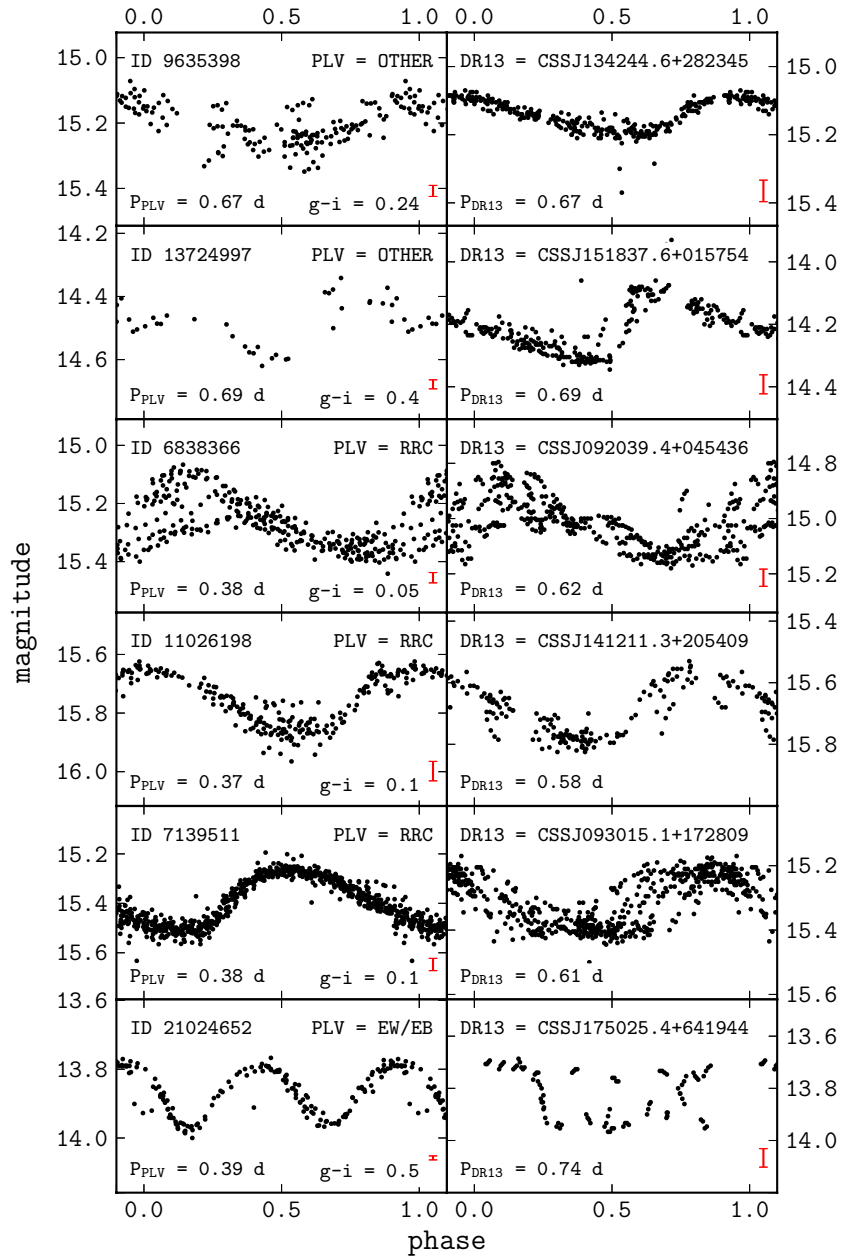 0.0 0.5 1.0 0.0 0.5 1.0
ID 9635398 PLV = OTHER
15.0
15.2
15.4
P_PLV = 0.67 d g-i = 0.24
DR13 = CSSJ134244.6+282345
15.0
15.2
15.4
P_DR13 = 0.67 d
ID 13724997 PLV = OTHER
14.2
14.4
14.6
P_PLV = 0.69 d g-i = 0.4
DR13 = CSSJ151837.6+015754
14.0
14.2
14.4
P_DR13 = 0.69 d
ID 6838366 PLV = RRC
15.0
15.2
15.4
P_PLV = 0.38 d g-i = 0.05
DR13 = CSSJ092039.4+045436
14.8
15.0
15.2
P_DR13 = 0.62 d
magnitude
ID 11026198 PLV = RRC
15.6
15.8
16.0
P_PLV = 0.37 d g-i = 0.1
DR13 = CSSJ141211.3+205409
15.4
15.6
15.8
P_DR13 = 0.58 d
ID 7139511 PLV = RRC
15.2
15.4
15.6
P_PLV = 0.38 d g-i = 0.1
DR13 = CSSJ093015.1+172809
15.2
15.4
15.6
P_DR13 = 0.61 d
ID 21024652 PLV = EW/EB
13.6
13.8
14.0
P_PLV = 0.39 d g-i = 0.5
DR13 = CSSJ175025.4+641944
13.6
13.8
14.0
P_DR13 = 0.74 d
0.0 0.5 1.0 0.0 0.5 1.0
phase